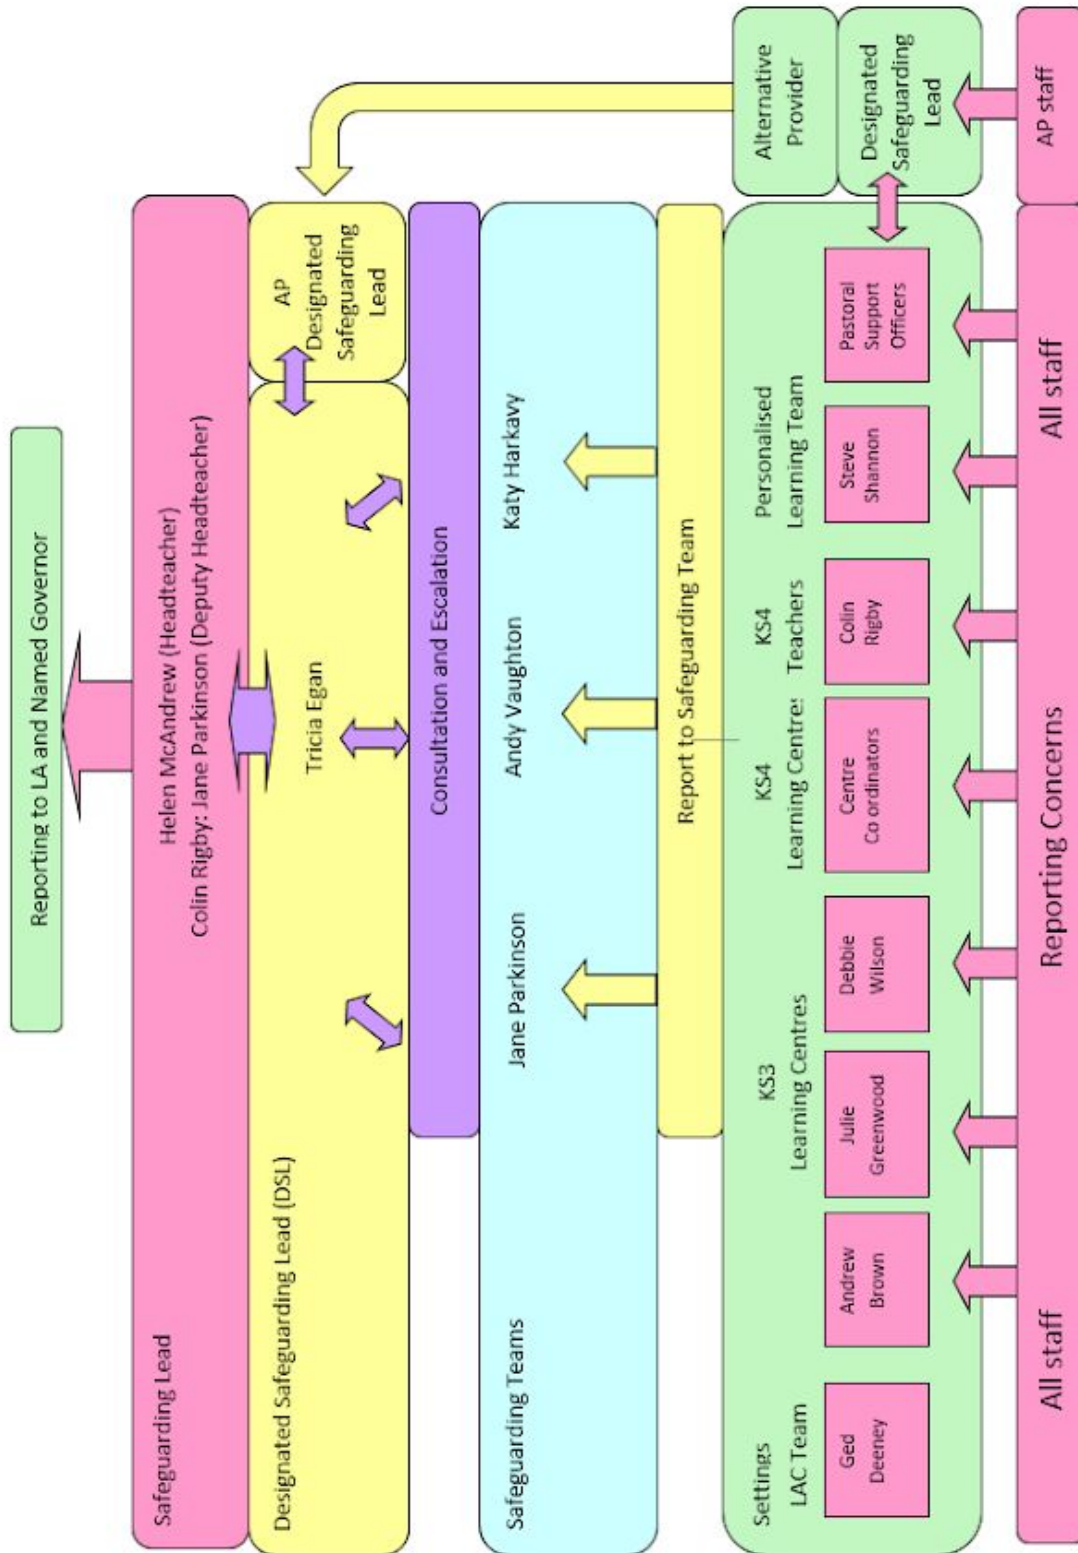 Reporting to LA and Named Governor
Safeguarding Lead
Helen McAndrew (Headteacher)
Colin Rigby: Jane Parkinson (Deputy Headteacher)
Designated Safeguarding Lead (DSL)
Tricia Egan
AP
Designated
Safeguarding
Lead
Consultation and Escalation
Safeguarding Teams
Jane Parkinson
Andy Vaughton
Katy Harkavy
Report to Safeguarding Team
Settings
LAC Team
Ged
Deeney
KS3
Learning Centres
Andrew
Brown
Julie
Greenwood
Debbie
Wilson
KS4
Learning Centres
Centre
Co ordinators
KS4
Teachers
Colin
Rigby
Personalised
Learning Team
Steve
Shannon
Pastoral
Support
Officers
Alternative
Provider
Designated
Safeguarding
Lead
All staff
Reporting Concerns
All staff
AP staff